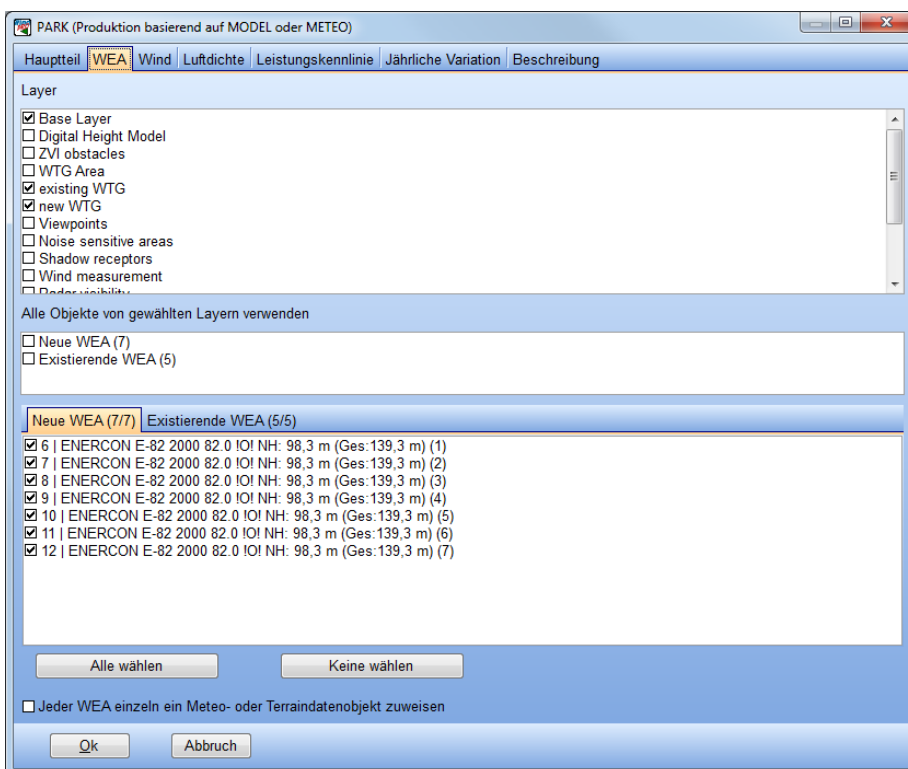 PARK (Produktion basierend auf MODEL oder METEO)
Hauptteil WEA Wind Luftdichte Leistungskennlinie Jährliche Variation Beschreibung
Layer
Base Layer
Digital Height Model
ZVI obstacles
WTG Area
existing WTG
new WTG
Viewpoints
Noise sensitive areas
Shadow receptors
Wind measurement
Radar visibility
Alle Objekte von gewählten Layern verwenden
Neue WEA (7)
Existierende WEA (5)
Neue WEA (7/7) Existierende WEA (5/5)
6 | ENERCON E-82 2000 82.0 !O! NH: 98,3 m (Ges:139,3 m) (1)
7 | ENERCON E-82 2000 82.0 !O! NH: 98,3 m (Ges:139,3 m) (2)
8 | ENERCON E-82 2000 82.0 !O! NH: 98,3 m (Ges:139,3 m) (3)
9 | ENERCON E-82 2000 82.0 !O! NH: 98,3 m (Ges:139,3 m) (4)
10 | ENERCON E-82 2000 82.0 !O! NH: 98,3 m (Ges:139,3 m) (5)
11 | ENERCON E-82 2000 82.0 !O! NH: 98,3 m (Ges:139,3 m) (6)
12 | ENERCON E-82 2000 82.0 !O! NH: 98,3 m (Ges:139,3 m) (7)
Alle wählen Keine wählen
Jeder WEA einzeln ein Meteo- oder Terraindatenobjekt zuweisen
Ok Abbruch